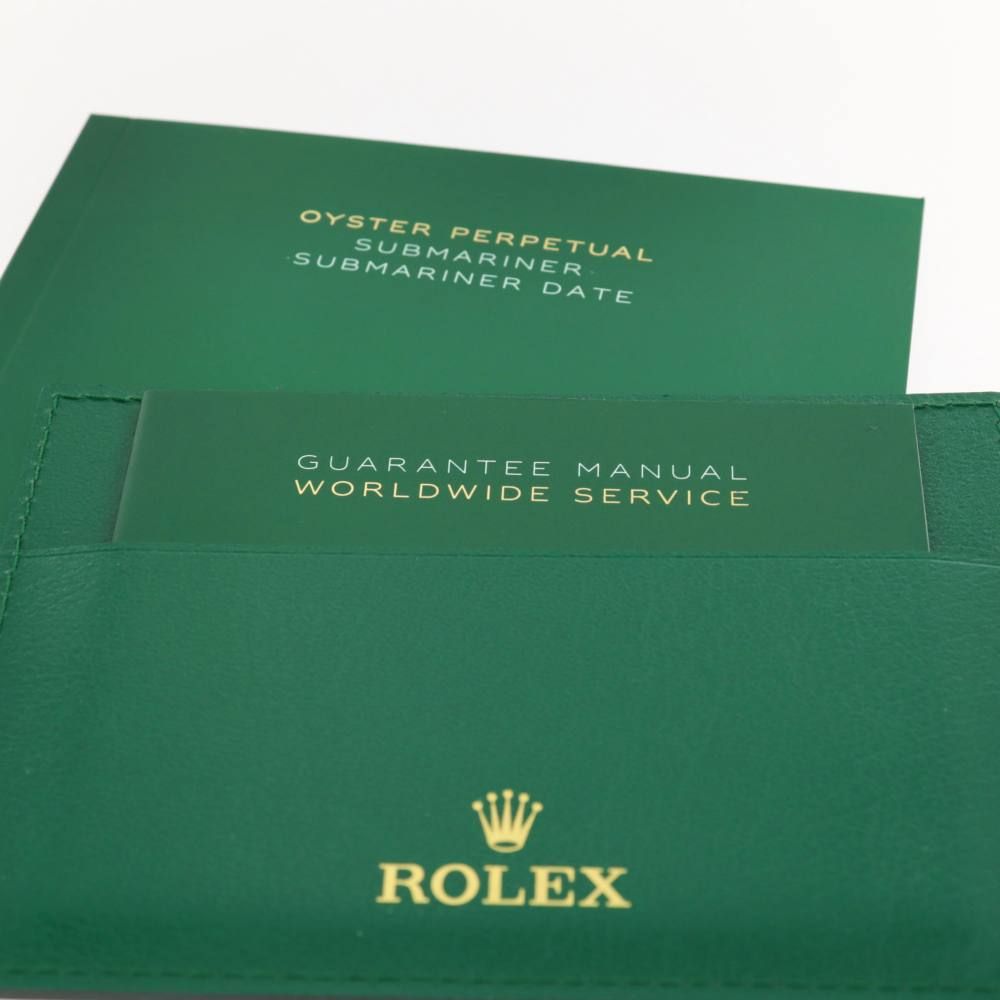 OYSTER PERPETUAL
SUBMARINER
SUBMARINER DATE
GUARANTEE MANUAL
WORLDWIDE SERVICE
ROLEX